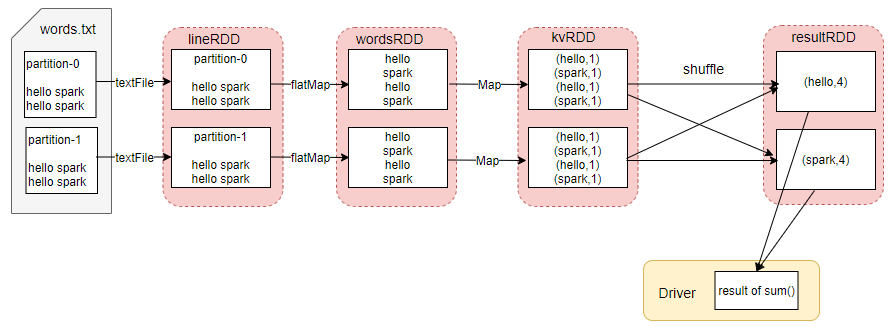 words.txt
partition-0
hello spark
hello spark
partition-1
hello spark
hello spark
textFile
textFile
lineRDD
partition-0
hello spark
hello spark
partition-1
hello spark
hello spark
flatMap
flatMap
wordsRDD
hello
spark
hello
spark
hello
spark
hello
spark
Map
Map
kvRDD
(hello,1)
(spark,1)
(hello,1)
(spark,1)
(hello,1)
(spark,1)
(hello,1)
(spark,1)
shuffle
resultRDD
(hello,4)
(spark,4)
Driver
result of sum()